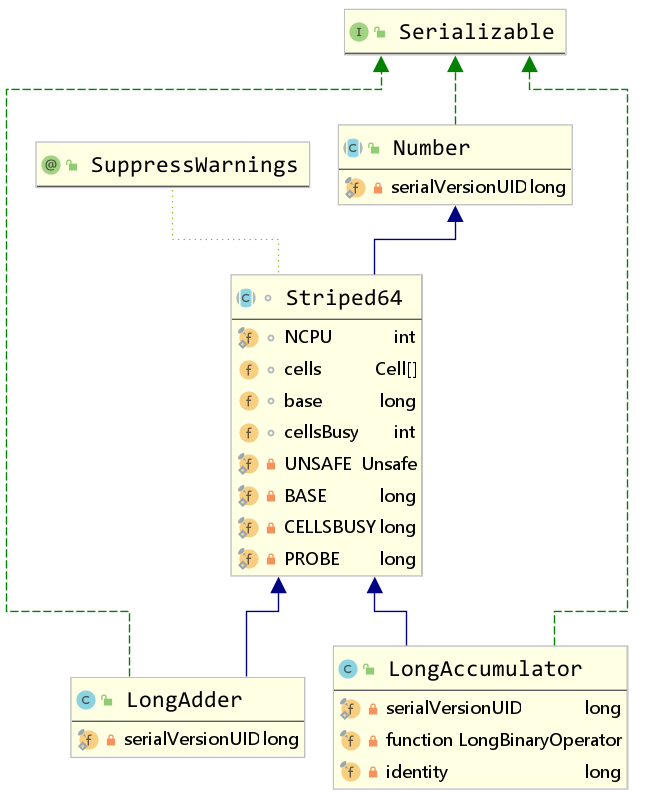 Serializable
Number
serialVersionUID long
SuppressWarnings
Striped64
NCPU int
cells Cell[]
base long
cellsBusy int
UNSAFE Unsafe
BASE long
CELLSBUSY long
PROBE long
LongAdder
serialVersionUID long
LongAccumulator
serialVersionUID long
function LongBinaryOperator
identity long